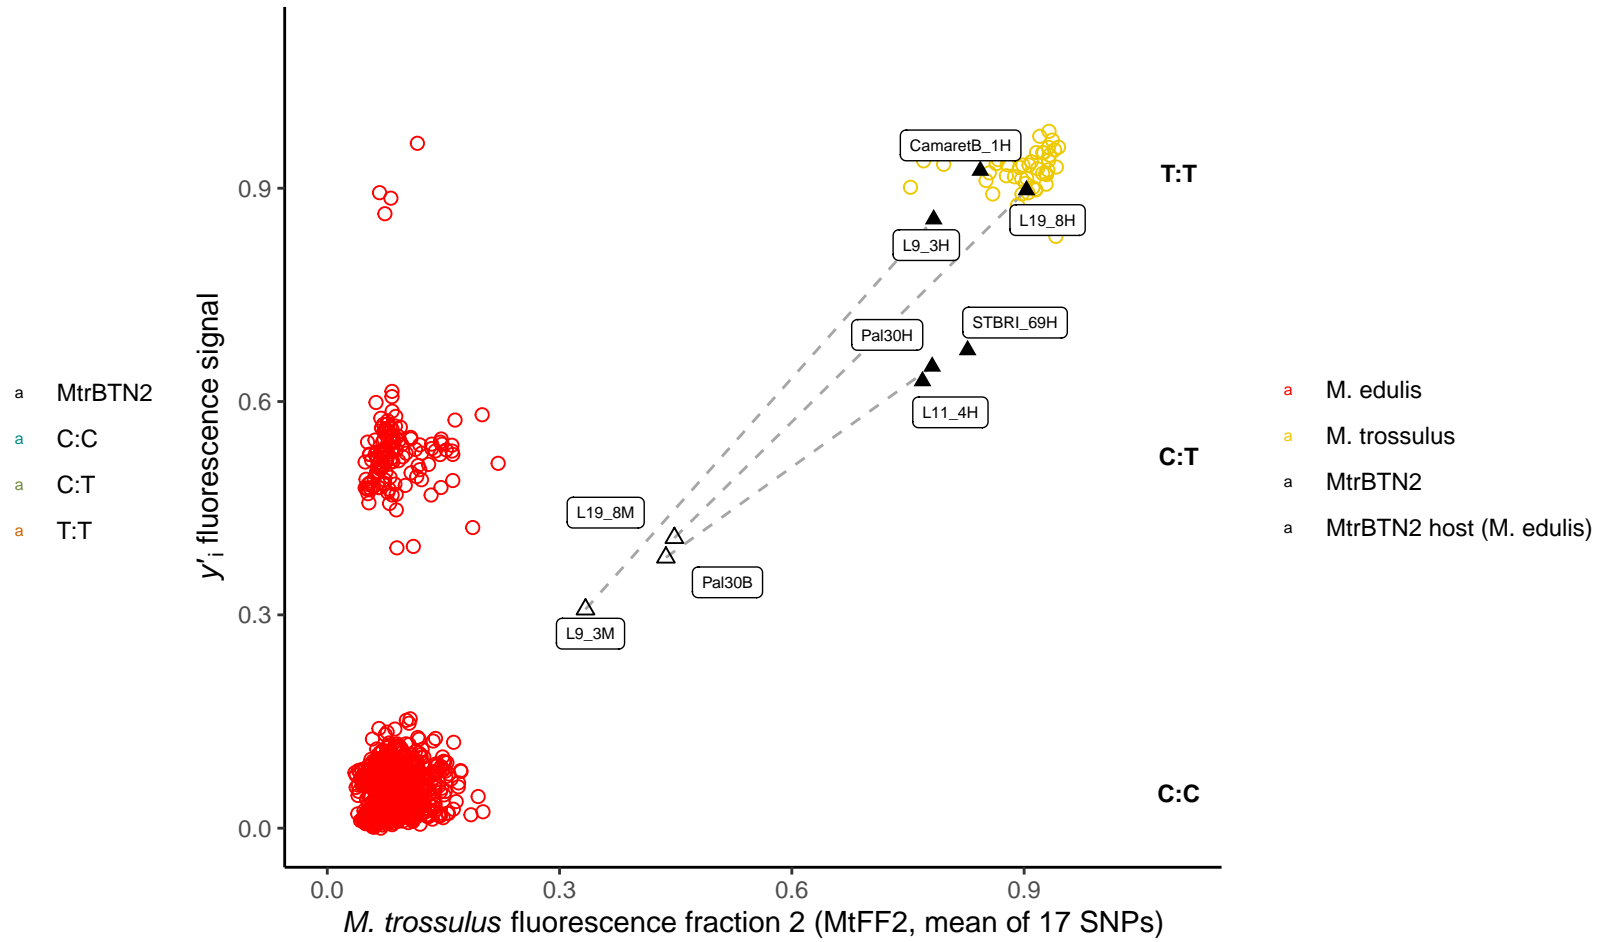 a MtrBTN2
a C:C
a C:T
a T:T
y'i fluorescence signal
0.9
0.6
0.3
0.0
CamaretB_1H
L19_8H
L9_3H
STBRI_69H
Pal30H
L11_4H
L19_8M
Pal30B
L9_3M
T:T
C:T
C:C
0.0 0.3 0.6 0.9
M. trossulus fluorescence fraction 2 (MtFF2, mean of 17 SNPs)
a M. edulis
a M. trossulus
a MtrBTN2
a MtrBTN2 host (M. edulis)